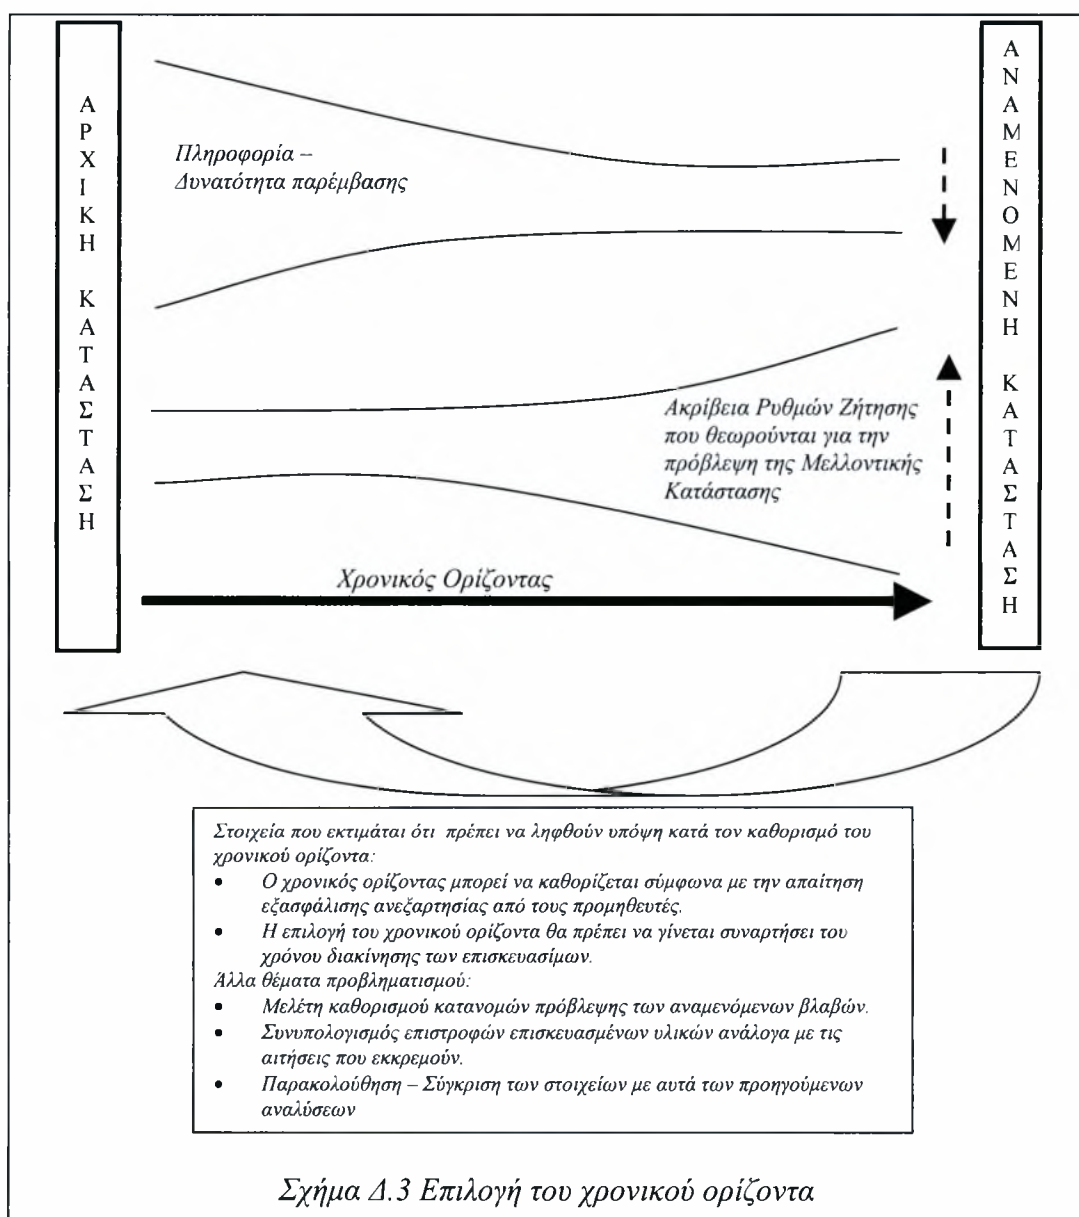 ΑΡΧΙΚΗ ΚΑΤΑΣΤΑΣΗ
Πληροφορία –
Δυνατότητα παρέμβασης
Ακρίβεια Ρυθμών Ζήτησης
που θεωρούνται για την
πρόβλεψη της Μελλοντικής
Κατάστασης
Χρονικός Ορίζοντας
ΑΝΑΜΕΝΟΜΕΝΗ ΚΑΤΑΣΤΑΣΗ
Στοιχεία που εκτιμάται ότι πρέπει να ληφθούν υπόψη κατά τον καθορισμό του
χρονικού ορίζοντα:
• Ο χρονικός ορίζοντας μπορεί να καθορίζεται σύμφωνα με την απαίτηση
εξασφάλισης ανεξαρτησίας από τους προμηθευτές.
• Η επιλογή του χρονικού ορίζοντα θα πρέπει να γίνεται συναρτήσει του
χρόνου διακίνησης των επισκευασίμων.
Άλλα θέματα προβληματισμού:
• Μελέτη καθορισμού κατανομών πρόβλεψης των αναμενόμενων βλαβών.
• Συνυπολογισμός επιστροφών επισκευασμένων υλικών ανάλογα με τις
αιτήσεις που εκκρεμούν.
• Παρακολούθηση – Σύγκριση των στοιχείων με αυτά των προηγούμενων
αναλύσεων
Σχήμα Δ.3 Επιλογή του χρονικού ορίζοντα